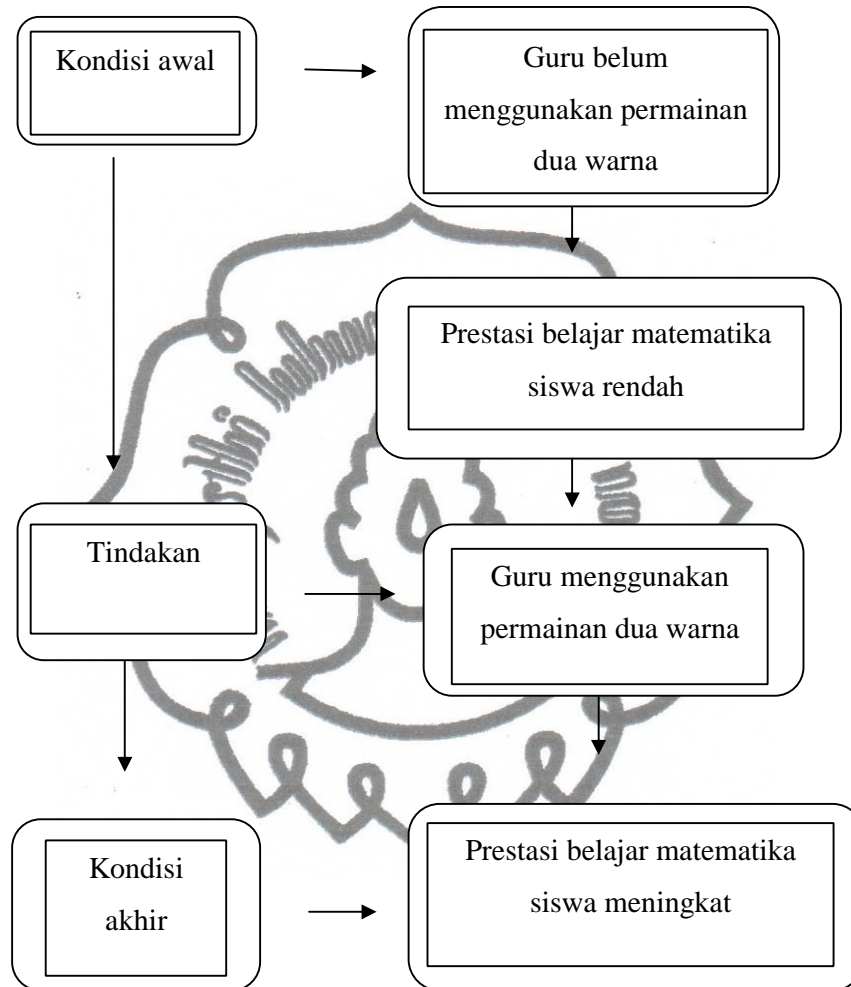 Kondisi awal
Guru belum
menggunakan permainan
dua warna
Prestasi belajar matematika
siswa rendah
Tindakan
Guru menggunakan
permainan dua warna
Kondisi
akhir
Prestasi belajar matematika
siswa meningkat